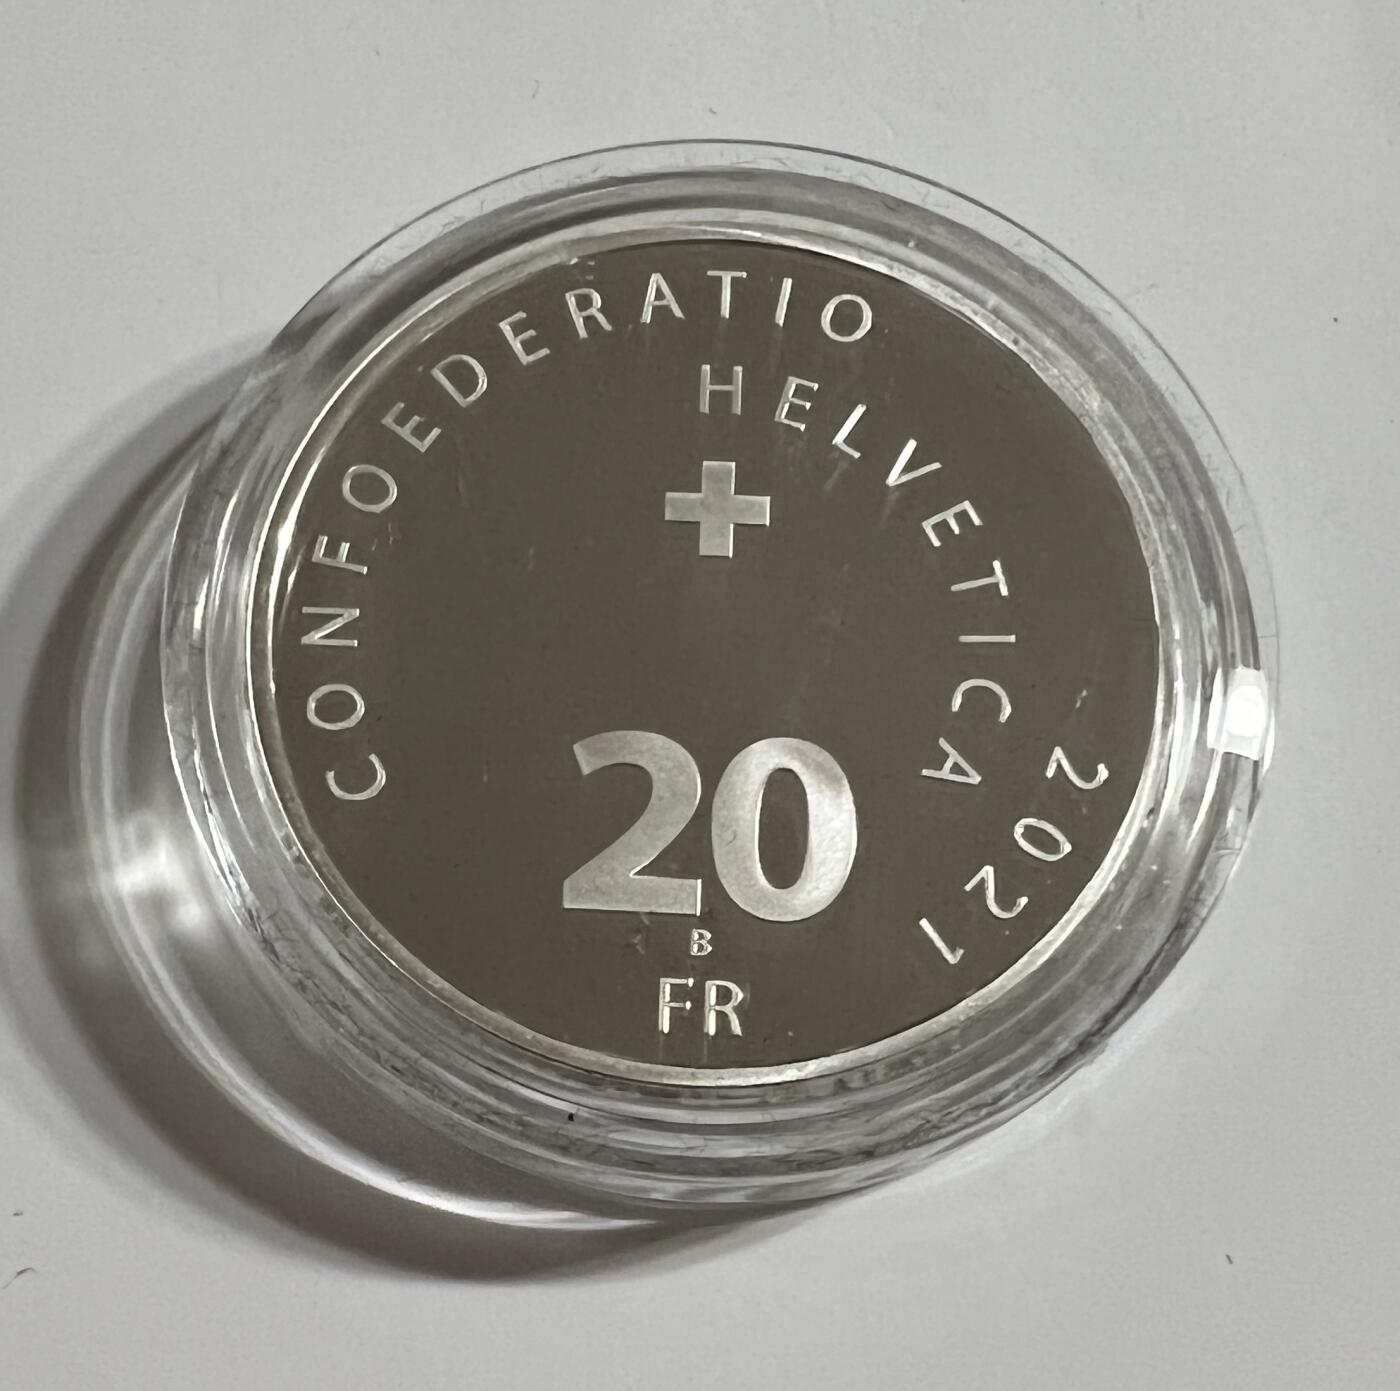 CONFOEDERATIO
HELVETICA
2021
20
B
FR